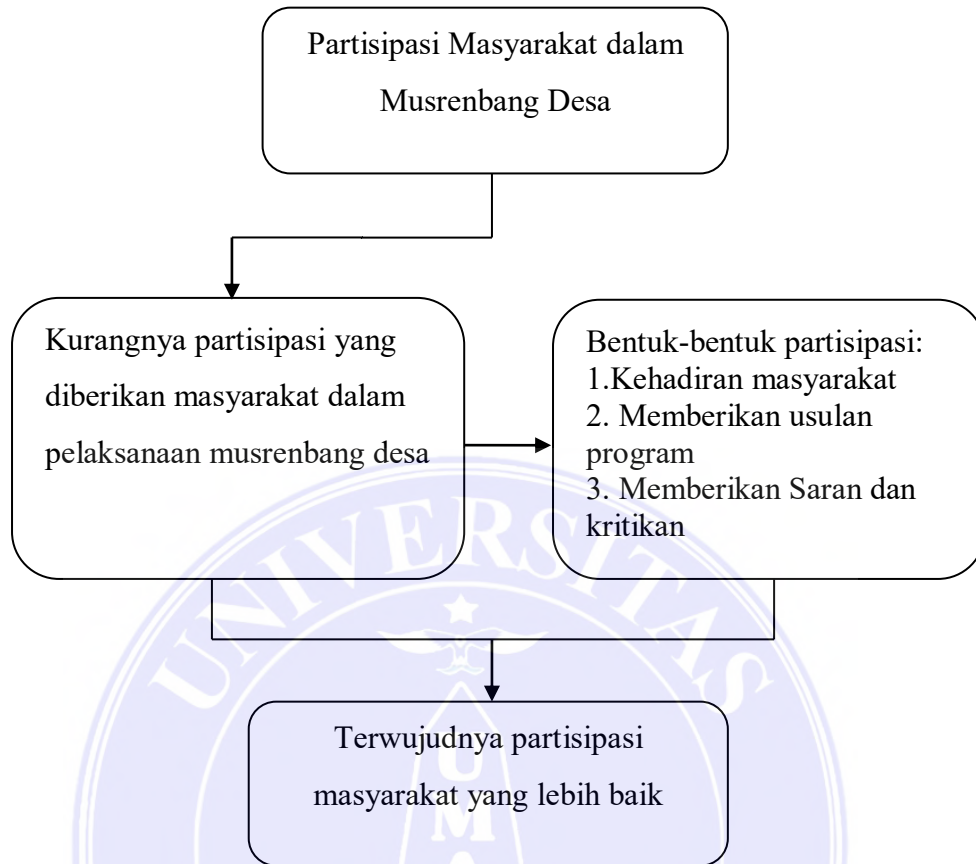 Partisipasi Masyarakat dalam
Musrenbang Desa
Kurangnya partisipasi yang
diberikan masyarakat dalam
pelaksanaan musrenbang desa
Bentuk-bentuk partisipasi:
1.Kehadiran masyarakat
2. Memberikan usulan
program
3. Memberikan Saran dan
kritikan
UNIVERSITAS
Terwujudnya partisipasi
masyarakat yang lebih baik
U
M